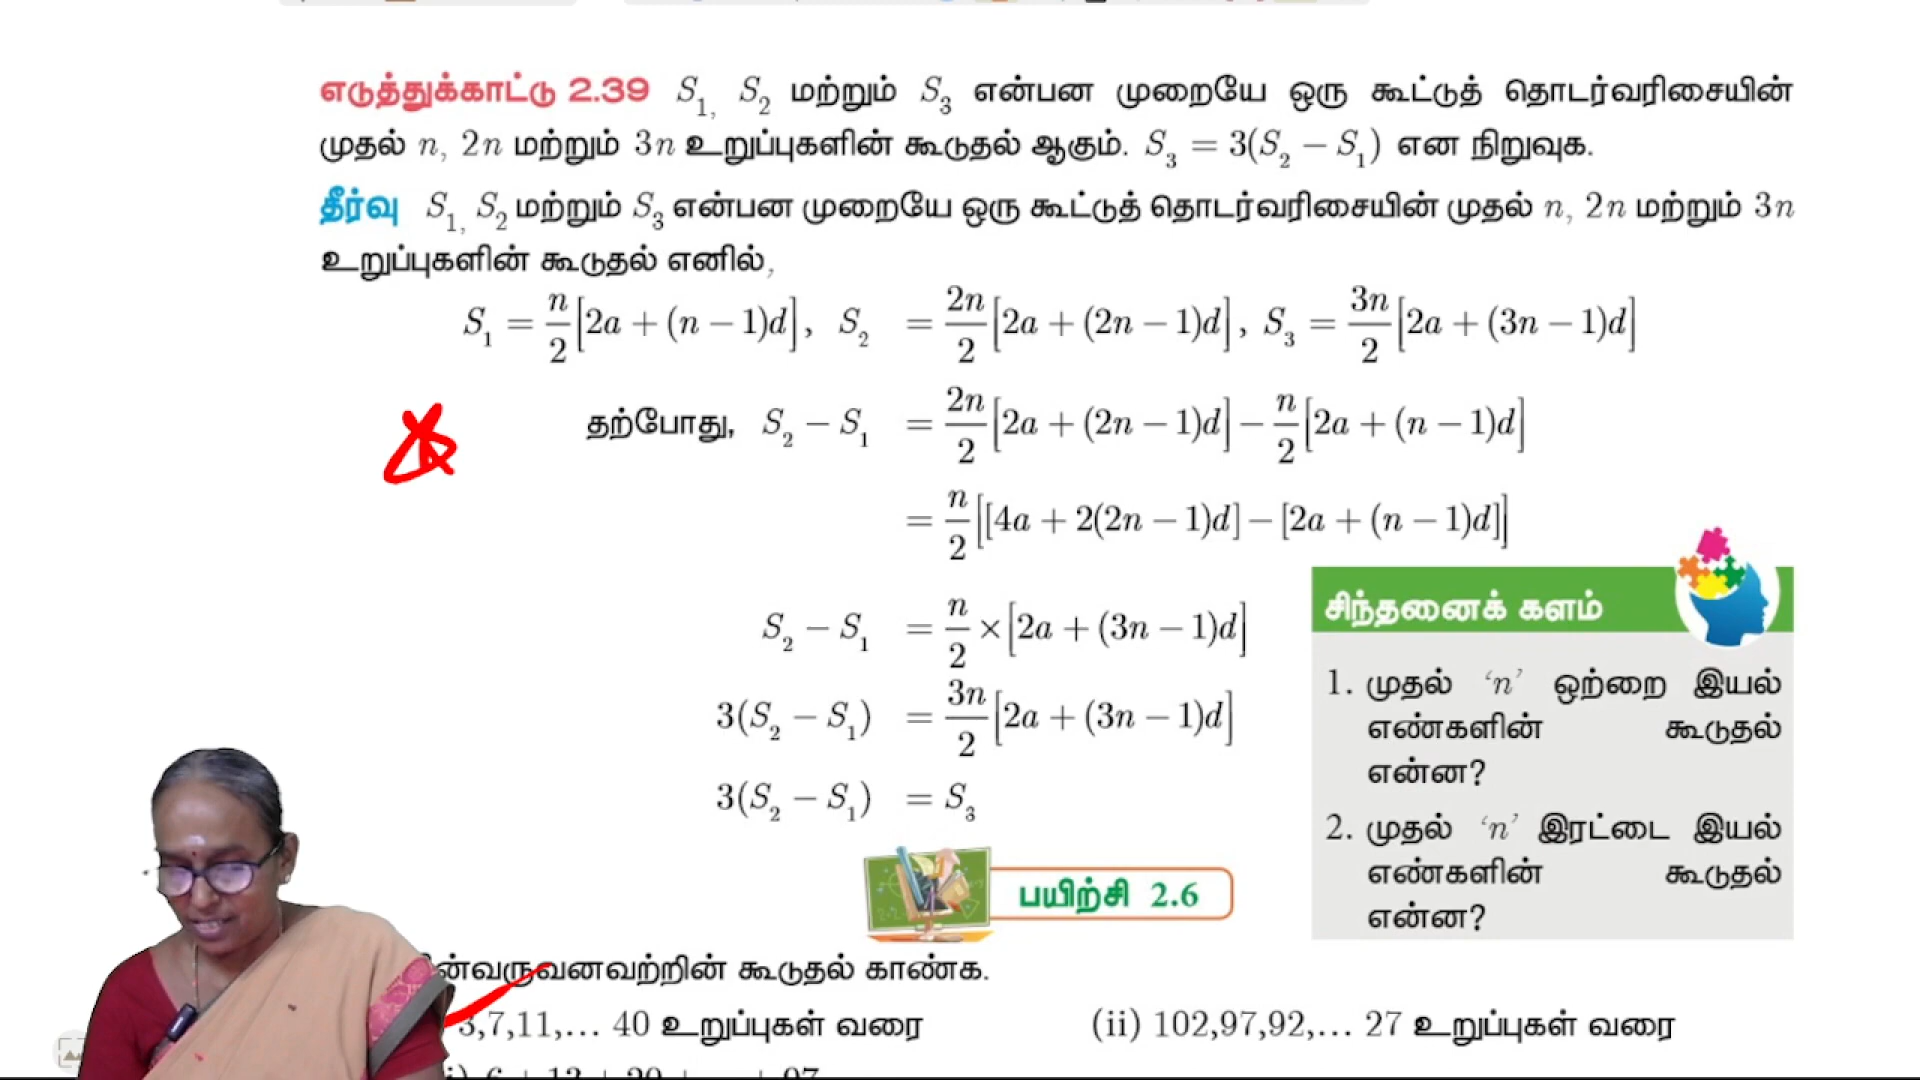 எடுத்துக்காட்டு 2.39 S₁, S₂ மற்றும் S₃ என்பன முறையே ஒரு கூட்டுத் தொடர்வரிசையின்
முதல் n, 2n மற்றும் 3n உறுப்புகளின் கூடுதல் ஆகும். S₃ = 3(S₂ − S₁) என நிறுவுக.
தீர்வு S₁, S₂ மற்றும் S₃ என்பன முறையே ஒரு கூட்டுத் தொடர்வரிசையின் முதல் n, 2n மற்றும் 3n
உறுப்புகளின் கூடுதல் எனில்,
S₁ = n/2 [2a + (n − 1)d], S₂ = 2n/2 [2a + (2n − 1)d], S₃ = 3n/2 [2a + (3n − 1)d]
தற்போது, S₂ − S₁ = 2n/2 [2a + (2n − 1)d] − n/2 [2a + (n − 1)d]
= n/2 [[4a + 2(2n − 1)d] − [2a + (n − 1)d]]
S₂ − S₁ = n/2 × [2a + (3n − 1)d]
3(S₂ − S₁) = 3n/2 [2a + (3n − 1)d]
3(S₂ − S₁) = S₃
சிந்தனைக் களம்
1. முதல் ‘n’ ஒற்றை இயல்
எண்களின் கூடுதல்
என்ன?
2. முதல் ‘n’ இரட்டை இயல்
எண்களின் கூடுதல்
என்ன?
பயிற்சி 2.6
கூடுதல் காண்க.
3,7,11,… 40 உறுப்புகள் வரை (ii) 102,97,92,… 27 உறுப்புகள் வரை